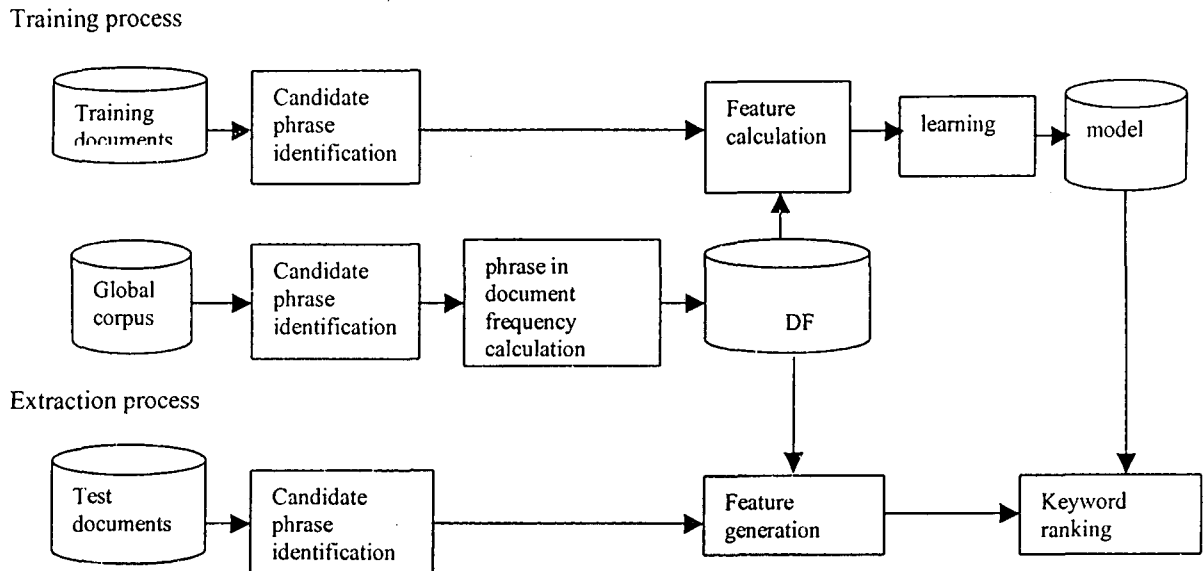 Training process
Training
documents
Candidate
phrase
identification
Feature
calculation
learning
model
Global
corpus
Candidate
phrase
identification
phrase in
document
frequency
calculation
DF
Extraction process
Test
documents
Candidate
phrase
identification
Feature
generation
Keyword
ranking